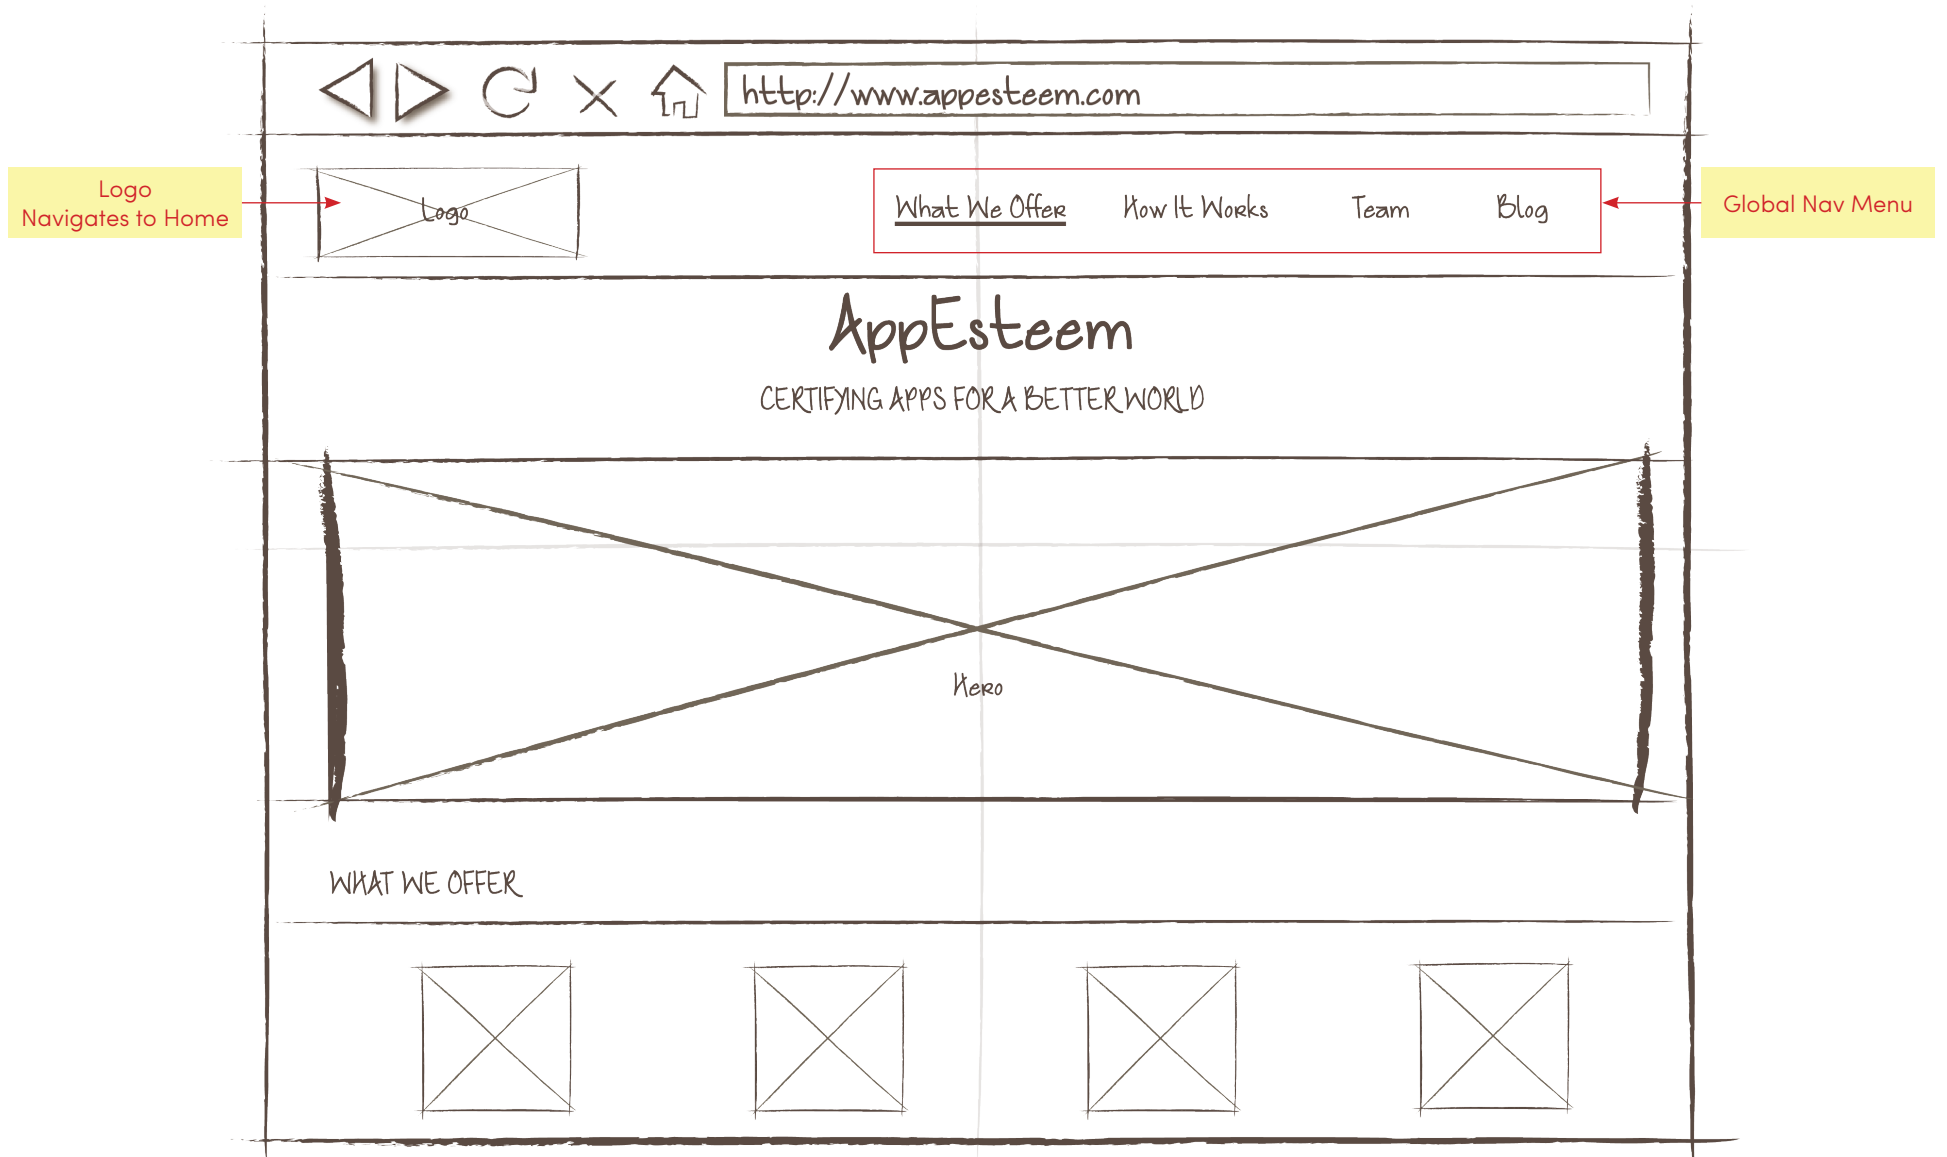 http://www.appesteem.com
Logo
Navigates to Home
Logo
What We Offer
How It Works
Team
Blog
Global Nav Menu
AppEsteem
CERTIFYING APPS FOR A BETTER WORLD
Hero
WHAT WE OFFER